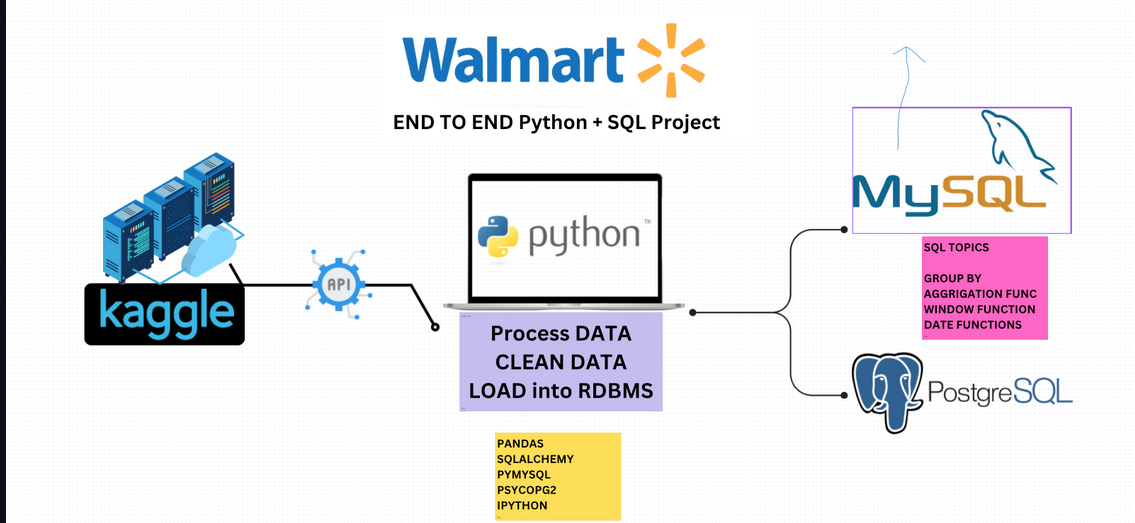 Walmart
END TO END Python + SQL Project
kaggle
API
python™
Process DATA
CLEAN DATA
LOAD into RDBMS
PANDAS
SQLALCHEMY
PYMYSQL
PSYCOPG2
IPYTHON
MySQL
SQL TOPICS
GROUP BY
AGGRIGATION FUNC
WINDOW FUNCTION
DATE FUNCTIONS
PostgreSQL